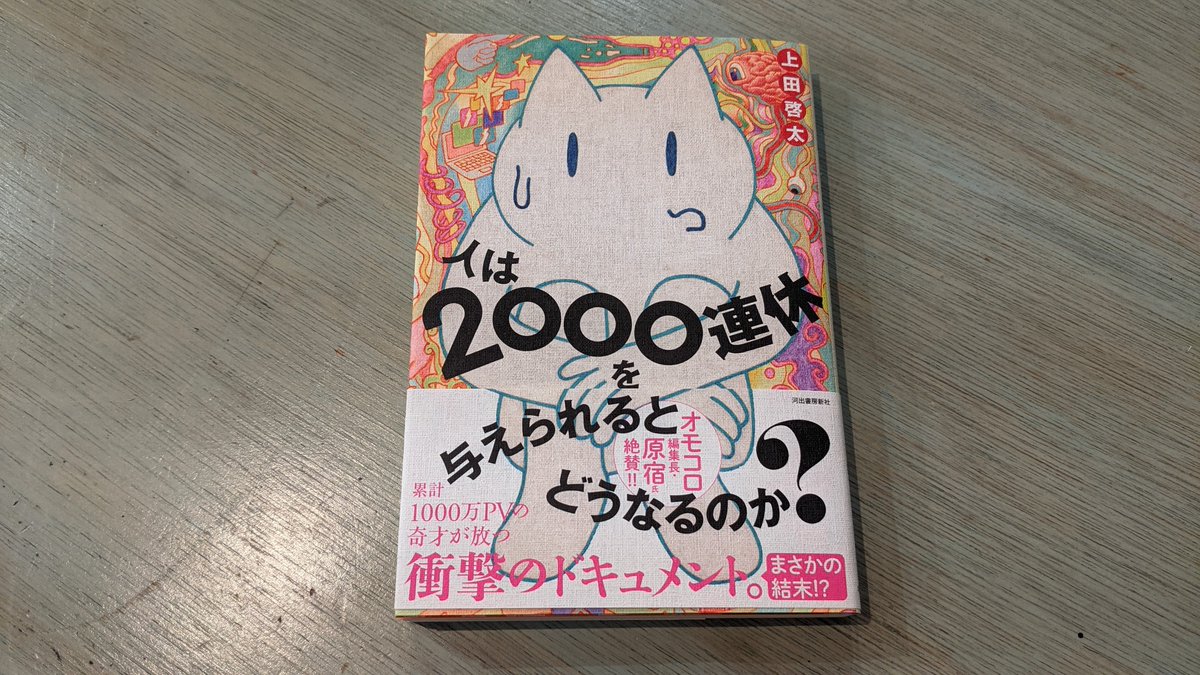 上田啓太
人は
2000連休
を
与えられると
どうなるのか?
河出書房新社
オモコロ
編集長・
原宿氏
絶賛!!
累計
1000万PVの
奇才が放つ
衝撃のドキュメント。
まさかの
結末!?